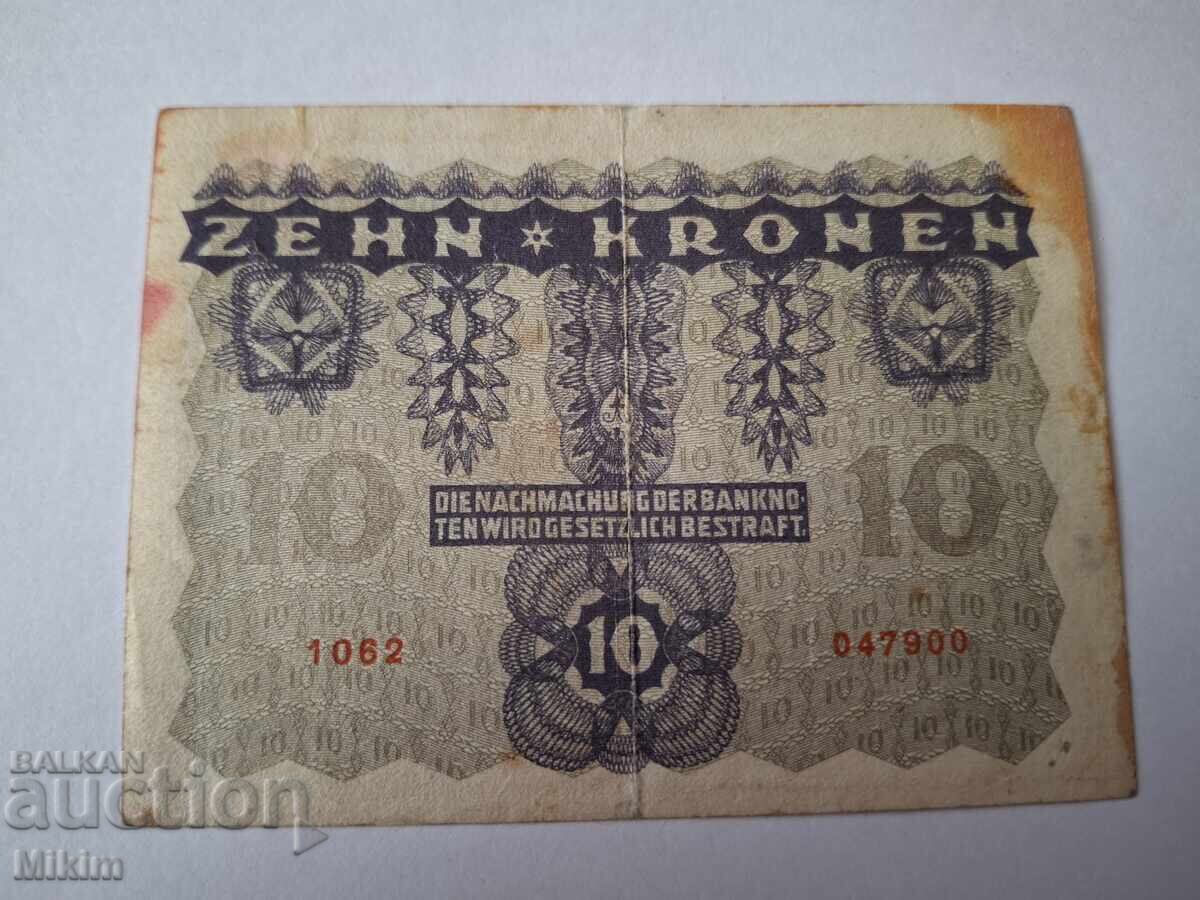 ZEHN ✶ KRONEN
10 10
DIE NACHMACHUNG DER BANKNO-
TEN WIRD GESETZLICH BESTRAFT.
1062 10 047900
BALKAN
auction
Mikim